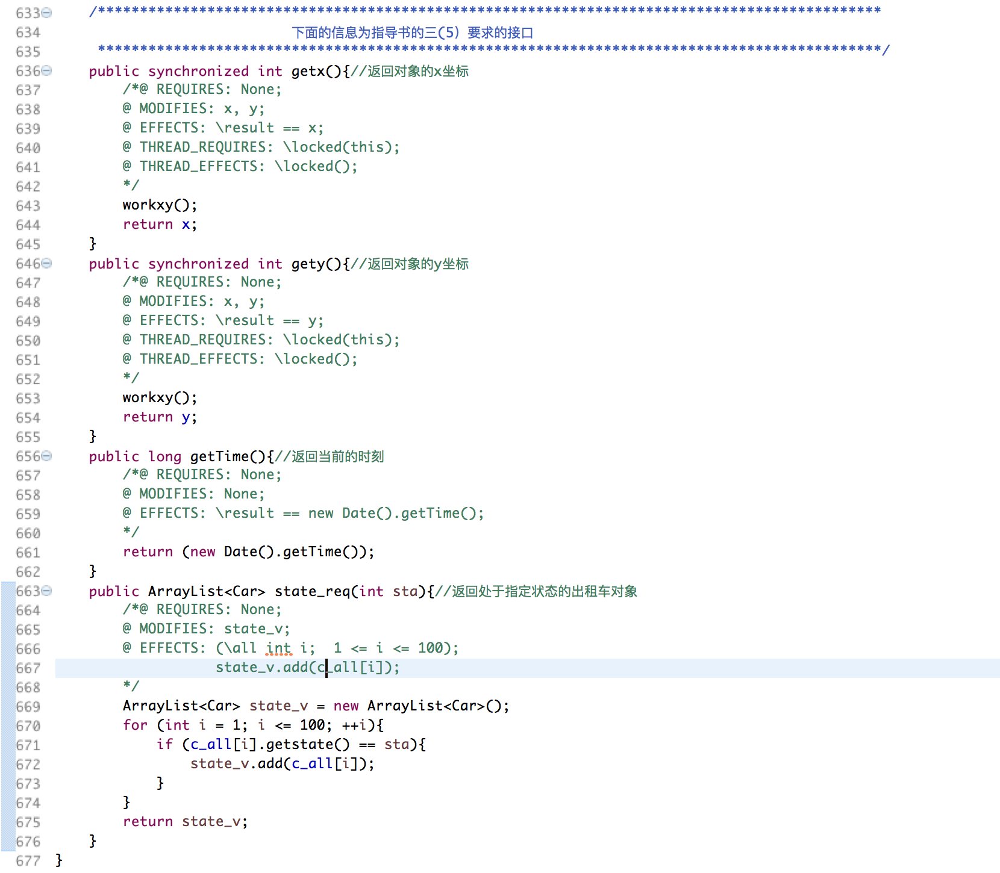 633 /*********************************************************************************************
634 下面的信息为指导书的三(5）要求的接口
635 *********************************************************************************************/
636 public synchronized int getx(){//返回对象的x坐标
637 /*@ REQUIRES: None;
638 @ MODIFIES: x, y;
639 @ EFFECTS: \result == x;
640 @ THREAD_REQUIRES: \locked(this);
641 @ THREAD_EFFECTS: \locked();
642 */
643 workxy();
644 return x;
645 }
646 public synchronized int gety(){//返回对象的y坐标
647 /*@ REQUIRES: None;
648 @ MODIFIES: x, y;
649 @ EFFECTS: \result == y;
650 @ THREAD_REQUIRES: \locked(this);
651 @ THREAD_EFFECTS: \locked();
652 */
653 workxy();
654 return y;
655 }
656 public long getTime(){//返回当前的时刻
657 /*@ REQUIRES: None;
658 @ MODIFIES: None;
659 @ EFFECTS: \result == new Date().getTime();
660 */
661 return (new Date().getTime());
662 }
663 public ArrayList<Car> state_req(int sta){//返回处于指定状态的出租车对象
664 /*@ REQUIRES: None;
665 @ MODIFIES: state_v;
666 @ EFFECTS: (\all int i;  1 <= i <= 100);
667 state_v.add(c_all[i]);
668 */
669 ArrayList<Car> state_v = new ArrayList<Car>();
670 for (int i = 1; i <= 100; ++i){
671 if (c_all[i].getstate() == sta){
672 state_v.add(c_all[i]);
673 }
674 }
675 return state_v;
676 }
677 }